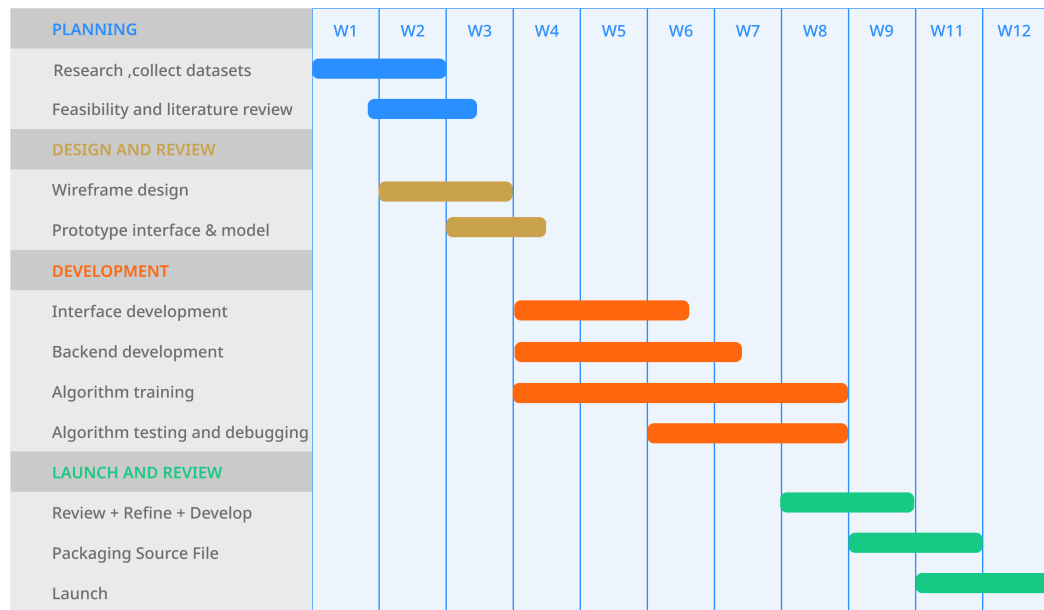 PLANNING W1 W2 W3 W4 W5 W6 W7 W8 W9 W11 W12
Research ,collect datasets
Feasibility and literature review
DESIGN AND REVIEW
Wireframe design
Prototype interface & model
DEVELOPMENT
Interface development
Backend development
Algorithm training
Algorithm testing and debugging
LAUNCH AND REVIEW
Review + Refine + Develop
Packaging Source File
Launch